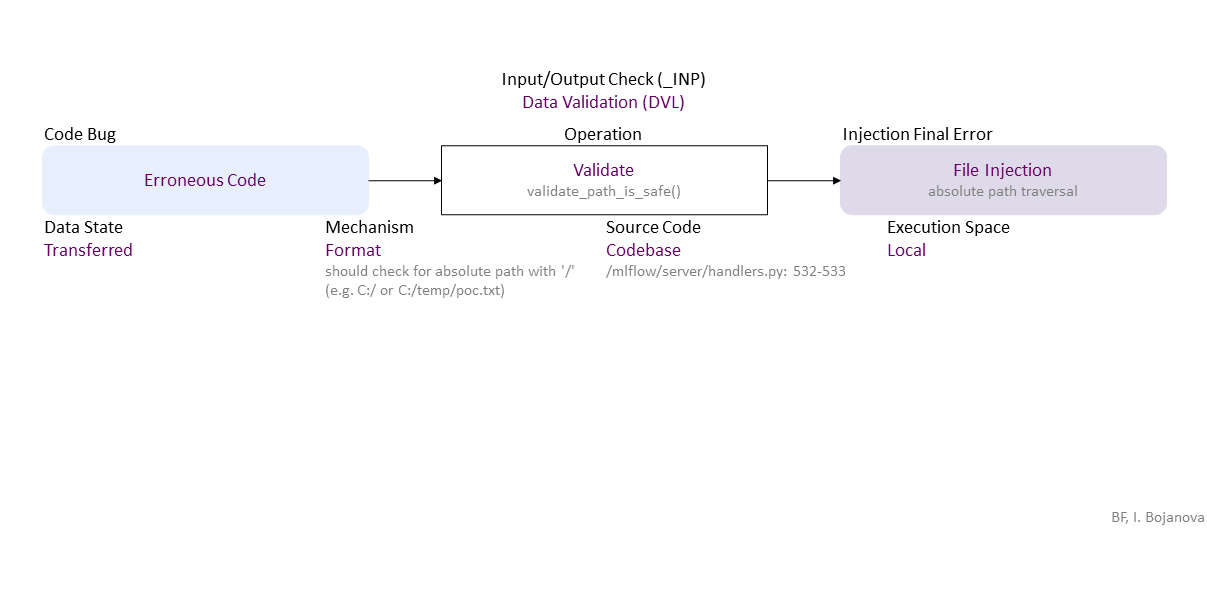 Input/Output Check (_INP)
Data Validation (DVL)
Code Bug
Operation
Injection Final Error
Erroneous Code
Validate
validate_path_is_safe()
File Injection
absolute path traversal
Data State
Transferred
Mechanism
Format
should check for absolute path with '/'
(e.g. C:/ or C:/temp/poc.txt)
Source Code
Codebase
/mlflow/server/handlers.py: 532-533
Execution Space
Local
BF, I. Bojanova